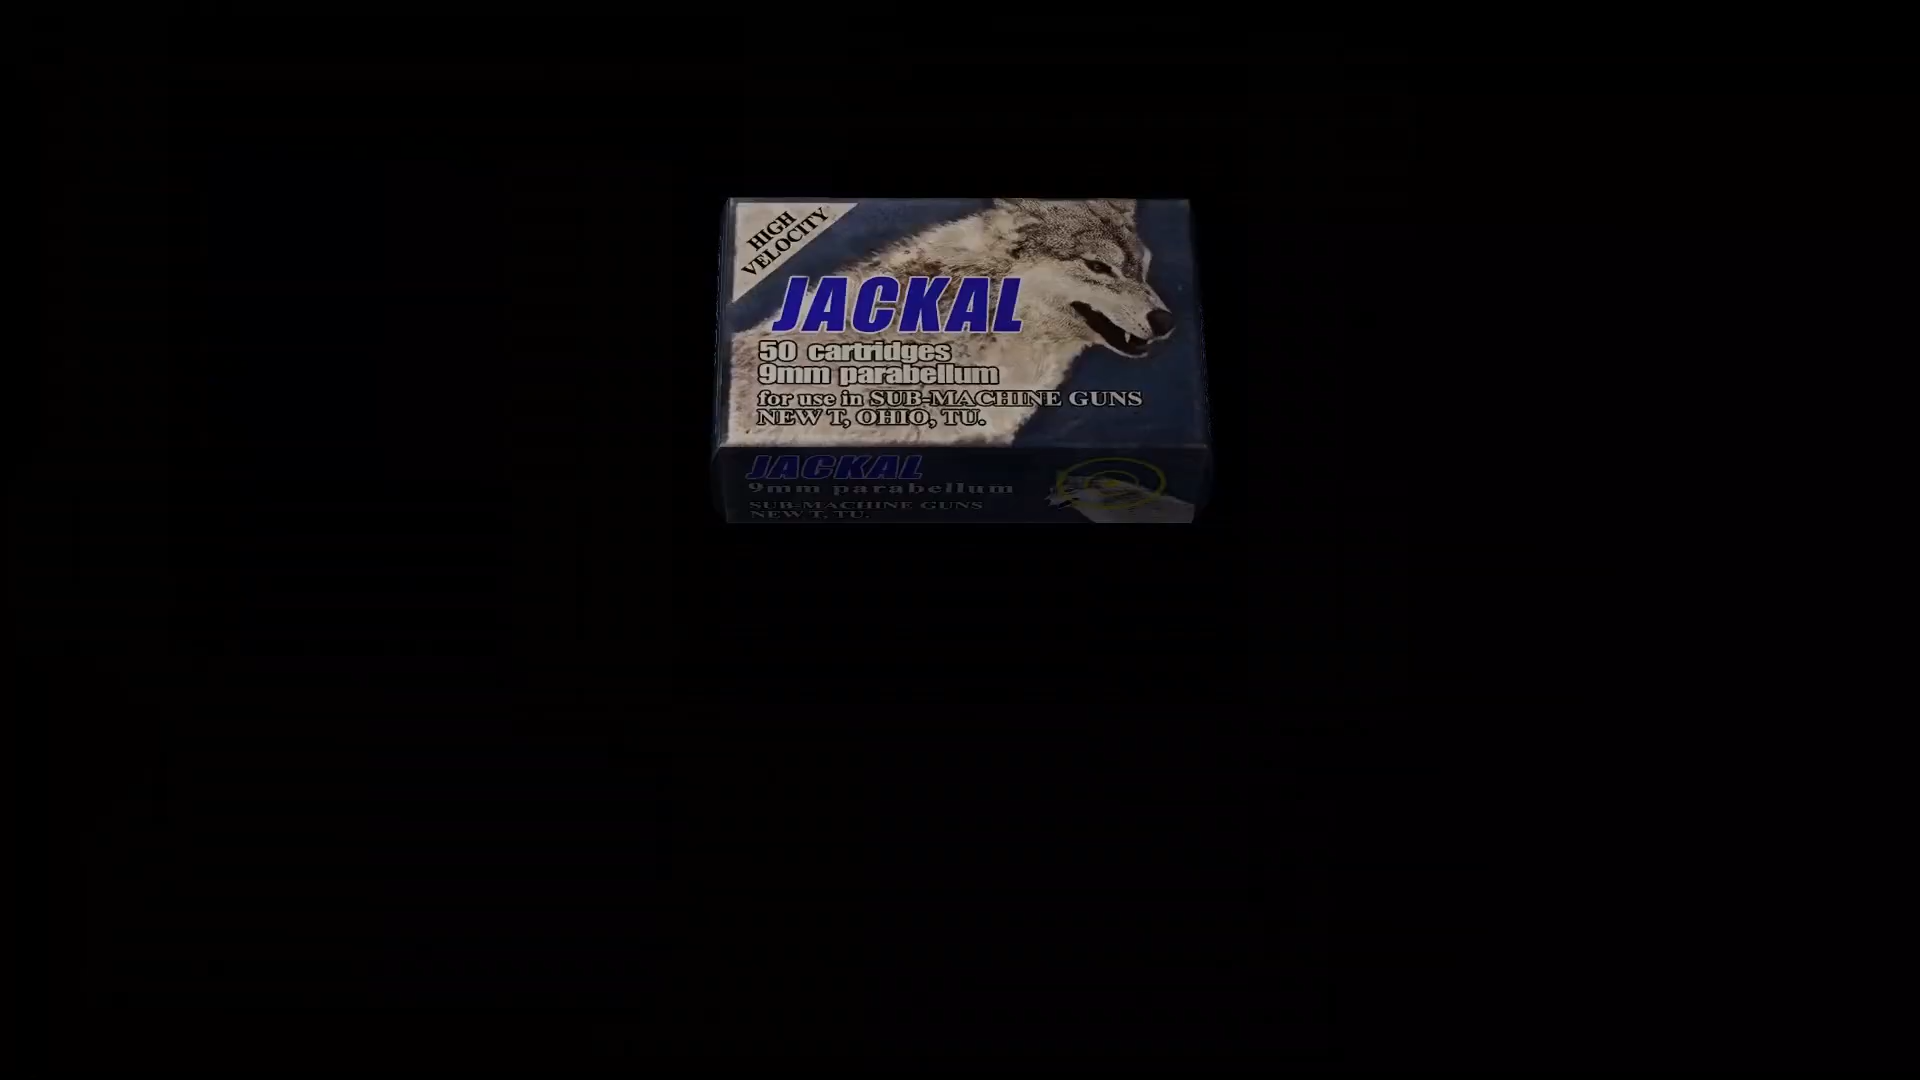 HIGH
VELOCITY
JACKAL
50 cartridges
9mm parabellum
for use in SUB-MACHINE GUNS
NEW T, OHIO, TU.
JACKAL
9mm parabellum
SUB-MACHINE GUNS
NEW T, TU.